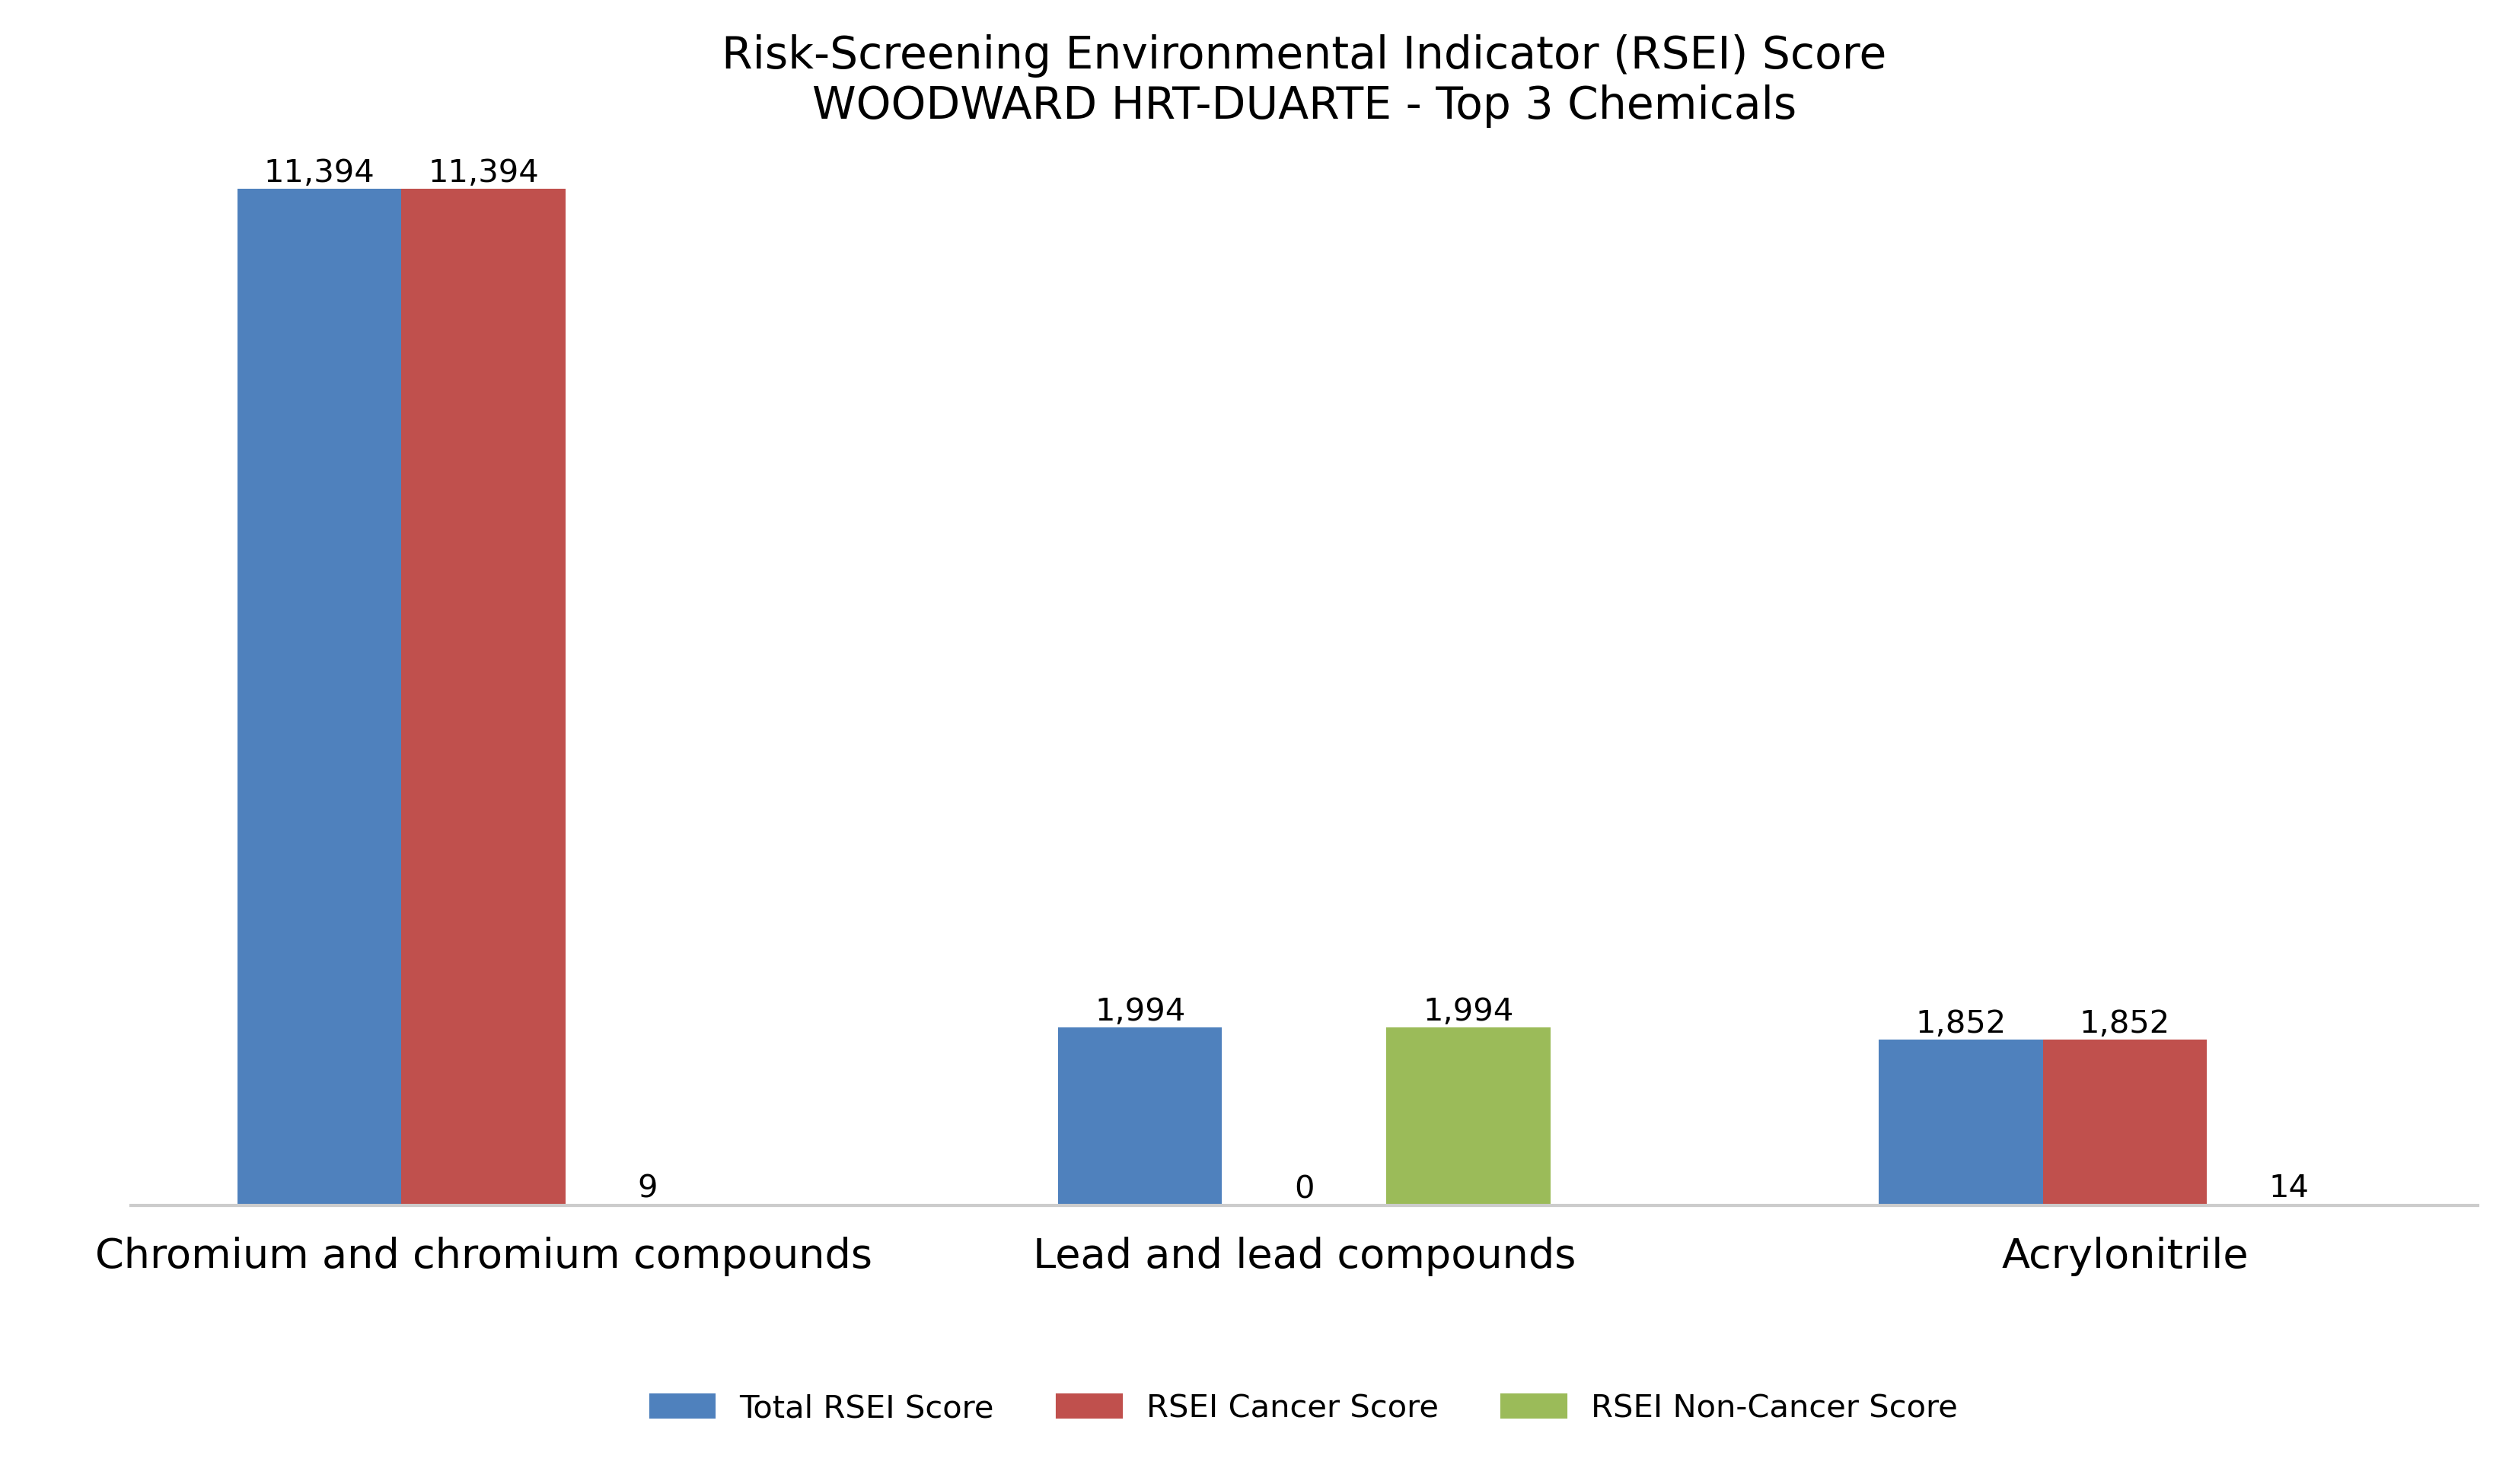 Risk-Screening Environmental Indicator (RSEI) Score
WOODWARD HRT-DUARTE - Top 3 Chemicals
11,394 11,394
1,994 1,994
1,852 1,852
9 0 14
Chromium and chromium compounds Lead and lead compounds Acrylonitrile
Total RSEI Score RSEI Cancer Score RSEI Non-Cancer Score